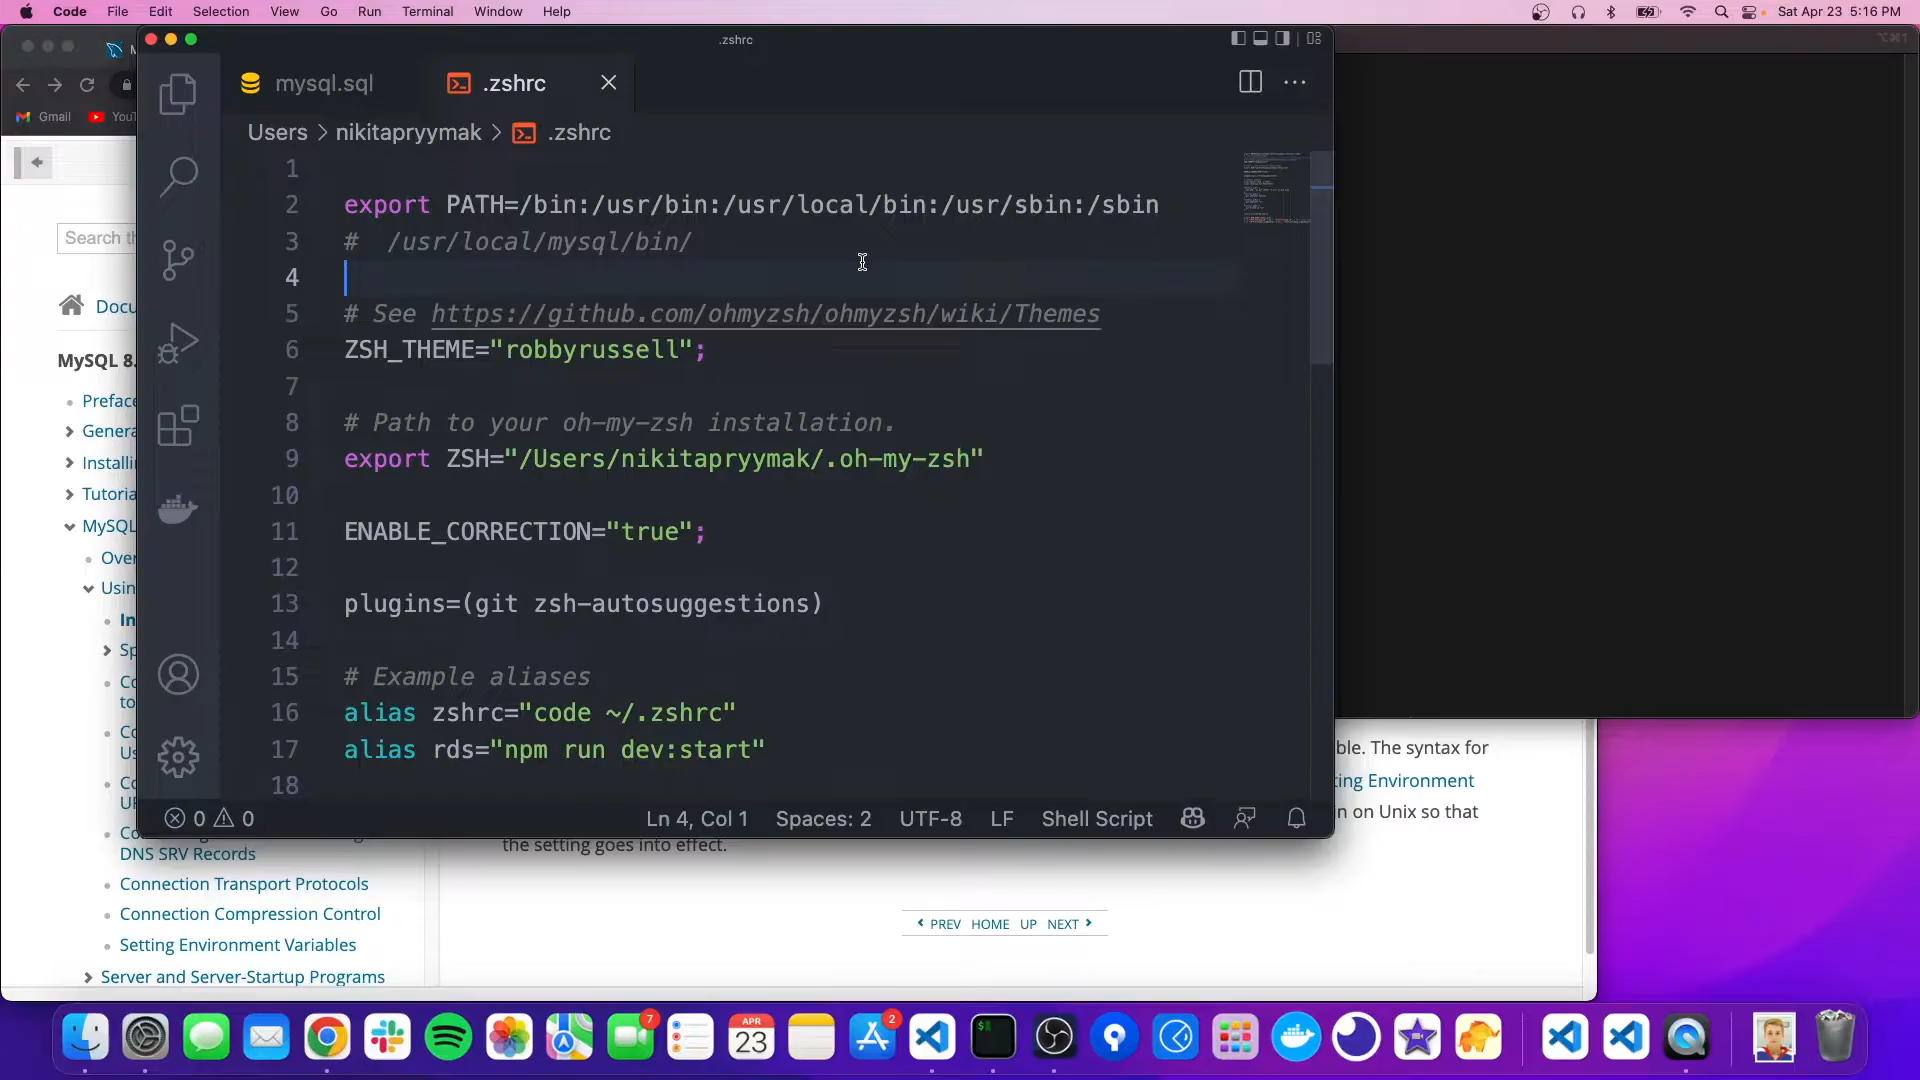 Code File Edit Selection View Go Run Terminal Window Help Sat Apr 23 5:16 PM
.zshrc
⌥⌘1
mysql.sql .zshrc
Gmail
Users > nikitapryymak > .zshrc
1
2 export PATH=/bin:/usr/bin:/usr/local/bin:/usr/sbin:/sbin
3 # /usr/local/mysql/bin/
4
5 # See https://github.com/ohmyzsh/ohmyzsh/wiki/Themes
6 ZSH_THEME="robbyrussell";
7
8 # Path to your oh-my-zsh installation.
9 export ZSH="/Users/nikitapryymak/.oh-my-zsh"
10
11 ENABLE_CORRECTION="true";
12
13 plugins=(git zsh-autosuggestions)
14
15 # Example aliases
16 alias zshrc="code ~/.zshrc"
17 alias rds="npm run dev:start"
18
0 0 Ln 4, Col 1 Spaces: 2 UTF-8 LF Shell Script
Search
MySQL 8.
MySQL
DNS SRV Records
Connection Transport Protocols
Connection Compression Control
Setting Environment Variables
Server and Server-Startup Programs
The syntax for
Environment
n on Unix so that
the setting goes into effect.
PREV HOME UP NEXT
7
APR
23
2